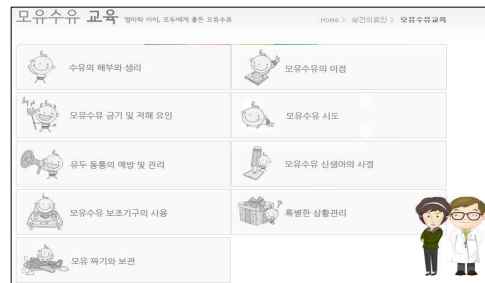 모유수유 교육 엄마와 아이, 모두에게 좋은 모유수유
Home > 보건의료인 > 모유수유교육
수유의 해부와 생리
모유수유의 이점
모유수유 금기 및 저해 요인
모유수유 시도
유두 동통의 예방 및 관리
모유수유 신생아의 사정
모유수유 보조기구의 사용
특별한 상황관리
모유 짜기와 보관